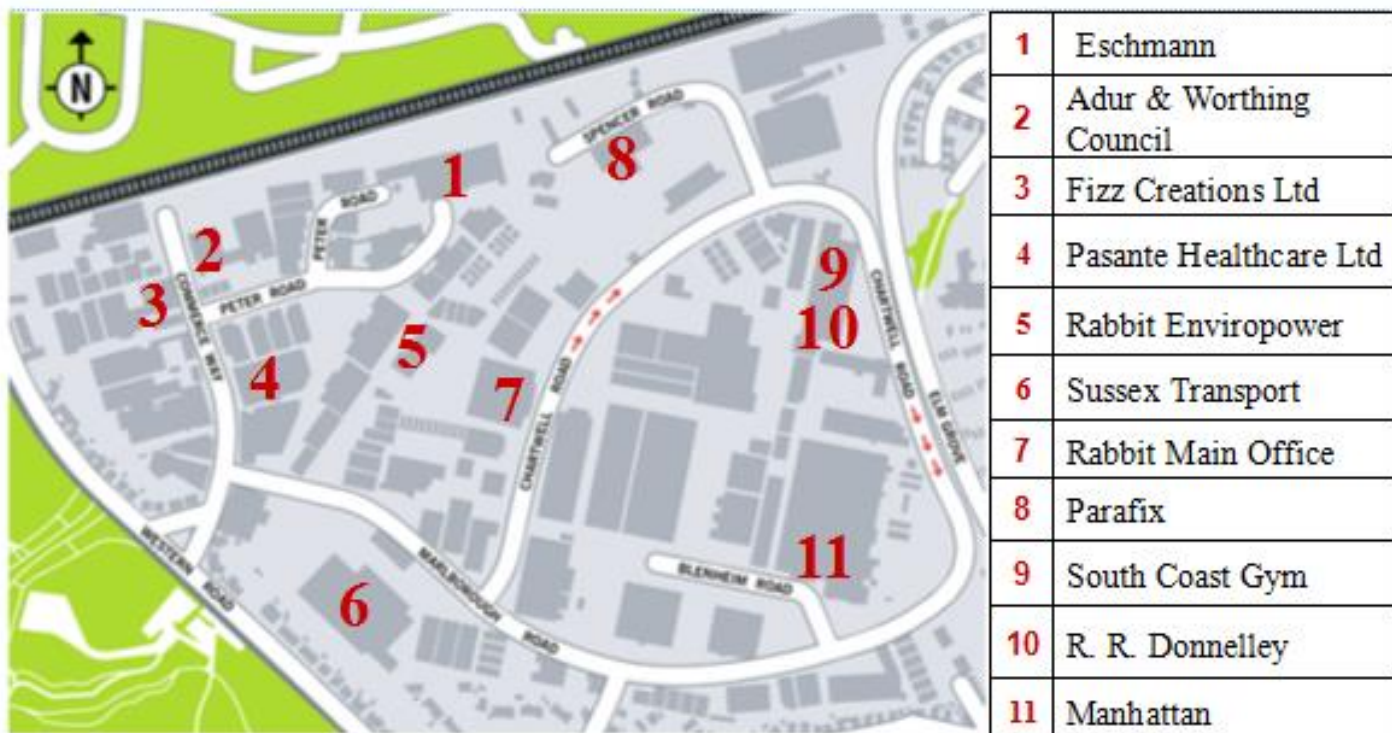 N
SPENCER ROAD
PETER ROAD
PETER ROAD
COMMERCE WAY
CHARTWELL ROAD
CHARTWELL ROAD
ELM GROVE
MARLBOROUGH ROAD
BLENHEIM ROAD
WESTERN ROAD
1
2
3
4
5
6
7
8
9
10
11
1 Eschmann
2 Adur & Worthing
Council
3 Fizz Creations Ltd
4 Pasante Healthcare Ltd
5 Rabbit Enviropower
6 Sussex Transport
7 Rabbit Main Office
8 Parafix
9 South Coast Gym
10 R. R. Donnelley
11 Manhattan